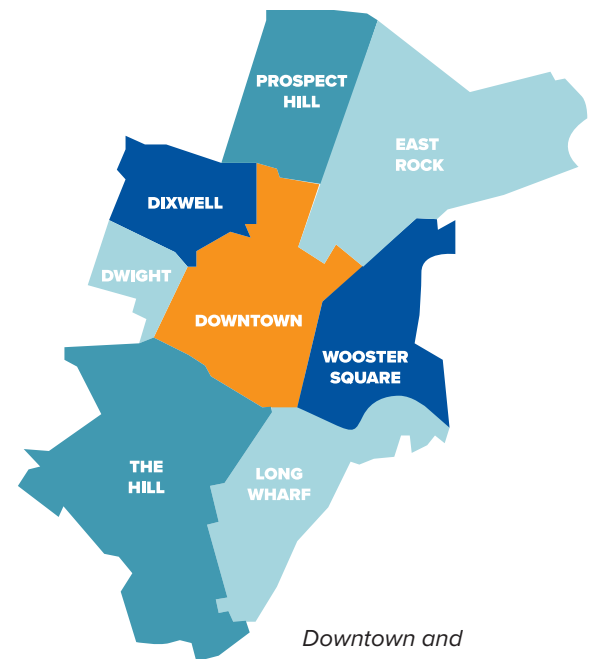 PROSPECT
HILL
EAST
ROCK
DIXWELL
DWIGHT
DOWNTOWN
WOOSTER
SQUARE
THE
HILL
LONG
WHARF
Downtown and